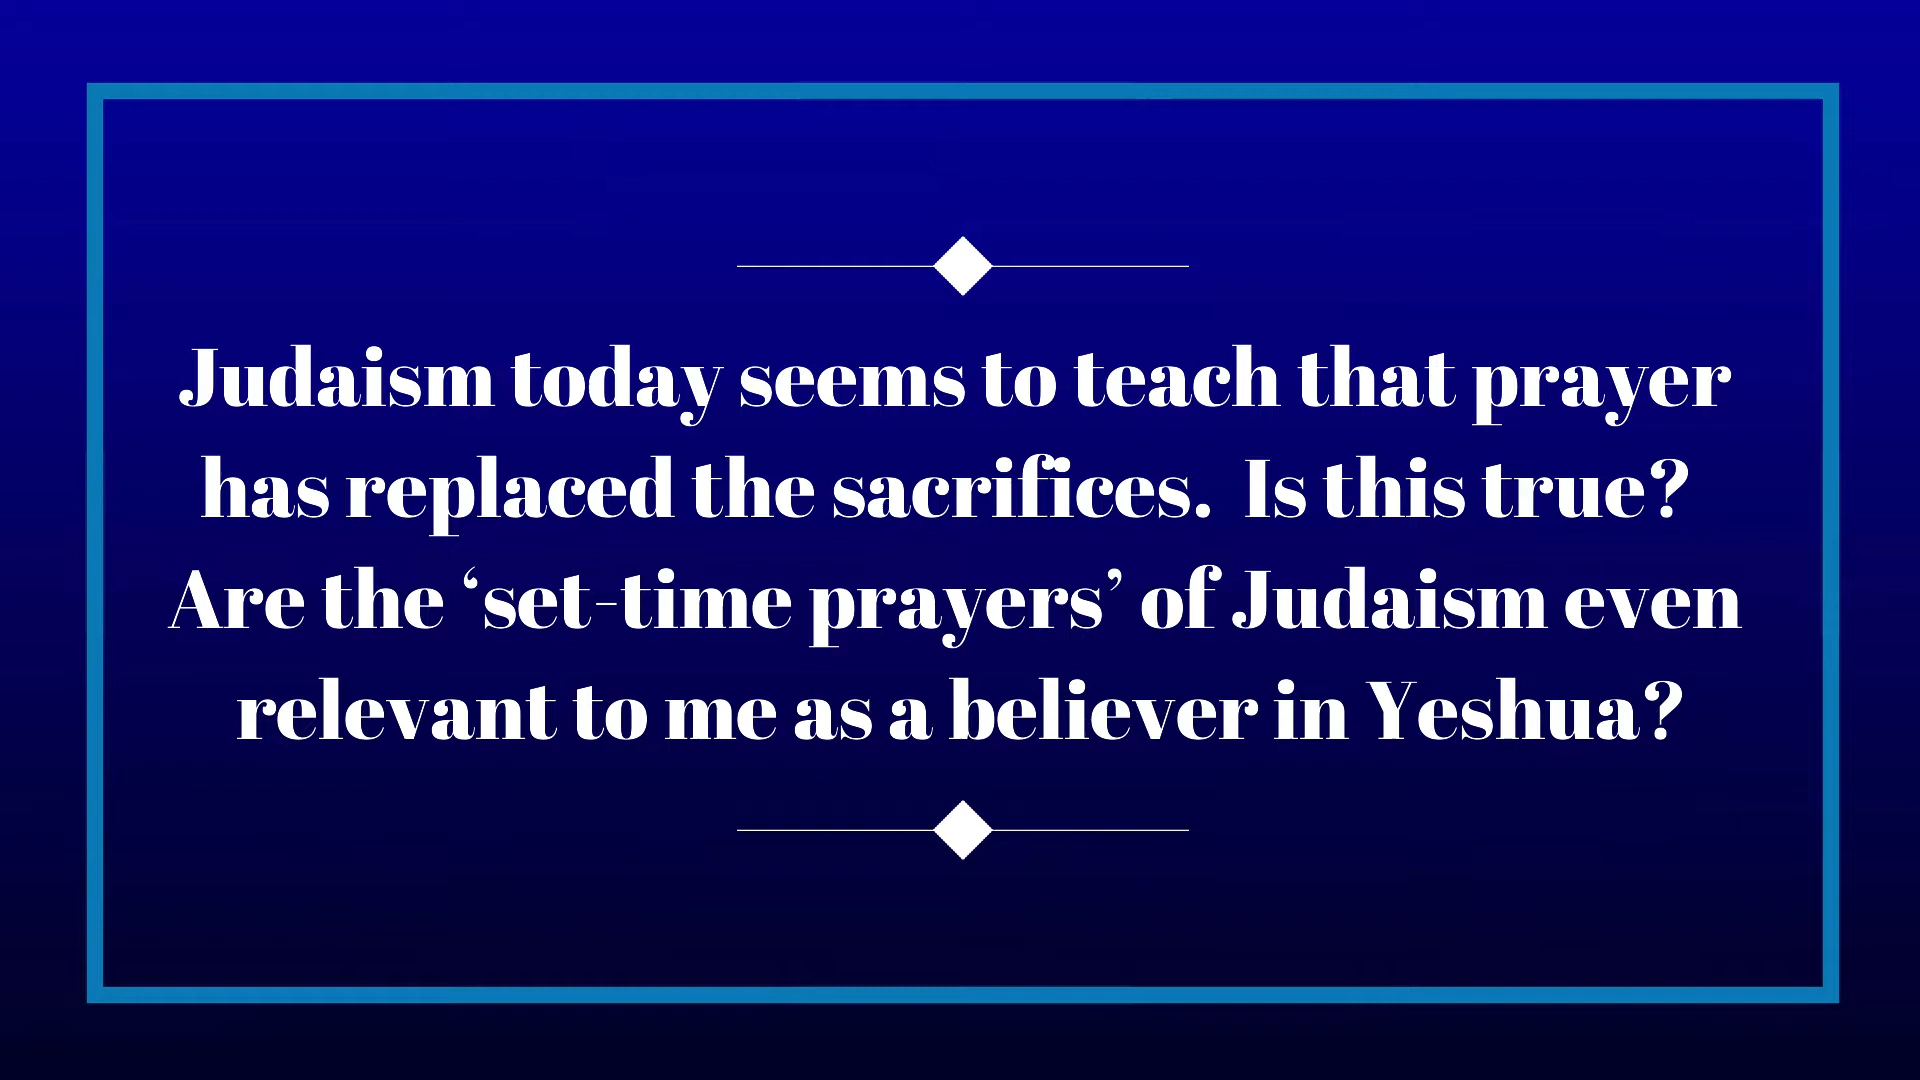 Judaism today seems to teach that prayer
has replaced the sacrifices.  Is this true?
Are the ‘set-time prayers’ of Judaism even
relevant to me as a believer in Yeshua?